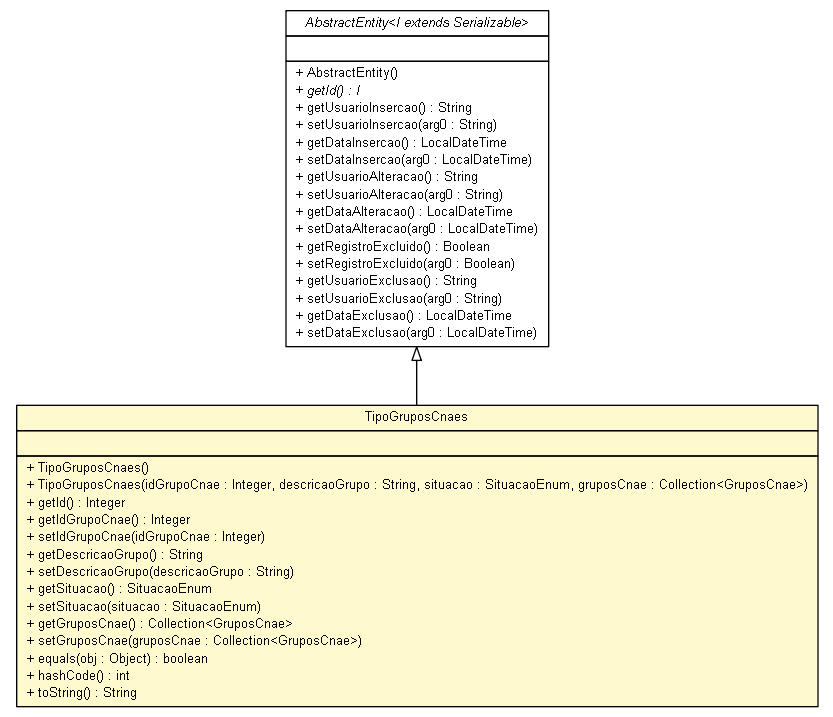 AbstractEntity<I extends Serializable>
+ AbstractEntity()
+ getId() : I
+ getUsuarioInsercao() : String
+ setUsuarioInsercao(arg0 : String)
+ getDataInsercao() : LocalDateTime
+ setDataInsercao(arg0 : LocalDateTime)
+ getUsuarioAlteracao() : String
+ setUsuarioAlteracao(arg0 : String)
+ getDataAlteracao() : LocalDateTime
+ setDataAlteracao(arg0 : LocalDateTime)
+ getRegistroExcluido() : Boolean
+ setRegistroExcluido(arg0 : Boolean)
+ getUsuarioExclusao() : String
+ setUsuarioExclusao(arg0 : String)
+ getDataExclusao() : LocalDateTime
+ setDataExclusao(arg0 : LocalDateTime)
TipoGruposCnaes
+ TipoGruposCnaes()
+ TipoGruposCnaes(idGrupoCnae : Integer, descricaoGrupo : String, situacao : SituacaoEnum, gruposCnae : Collection<GruposCnae>)
+ getId() : Integer
+ getIdGrupoCnae() : Integer
+ setIdGrupoCnae(idGrupoCnae : Integer)
+ getDescricaoGrupo() : String
+ setDescricaoGrupo(descricaoGrupo : String)
+ getSituacao() : SituacaoEnum
+ setSituacao(situacao : SituacaoEnum)
+ getGruposCnae() : Collection<GruposCnae>
+ setGruposCnae(gruposCnae : Collection<GruposCnae>)
+ equals(obj : Object) : boolean
+ hashCode() : int
+ toString() : String